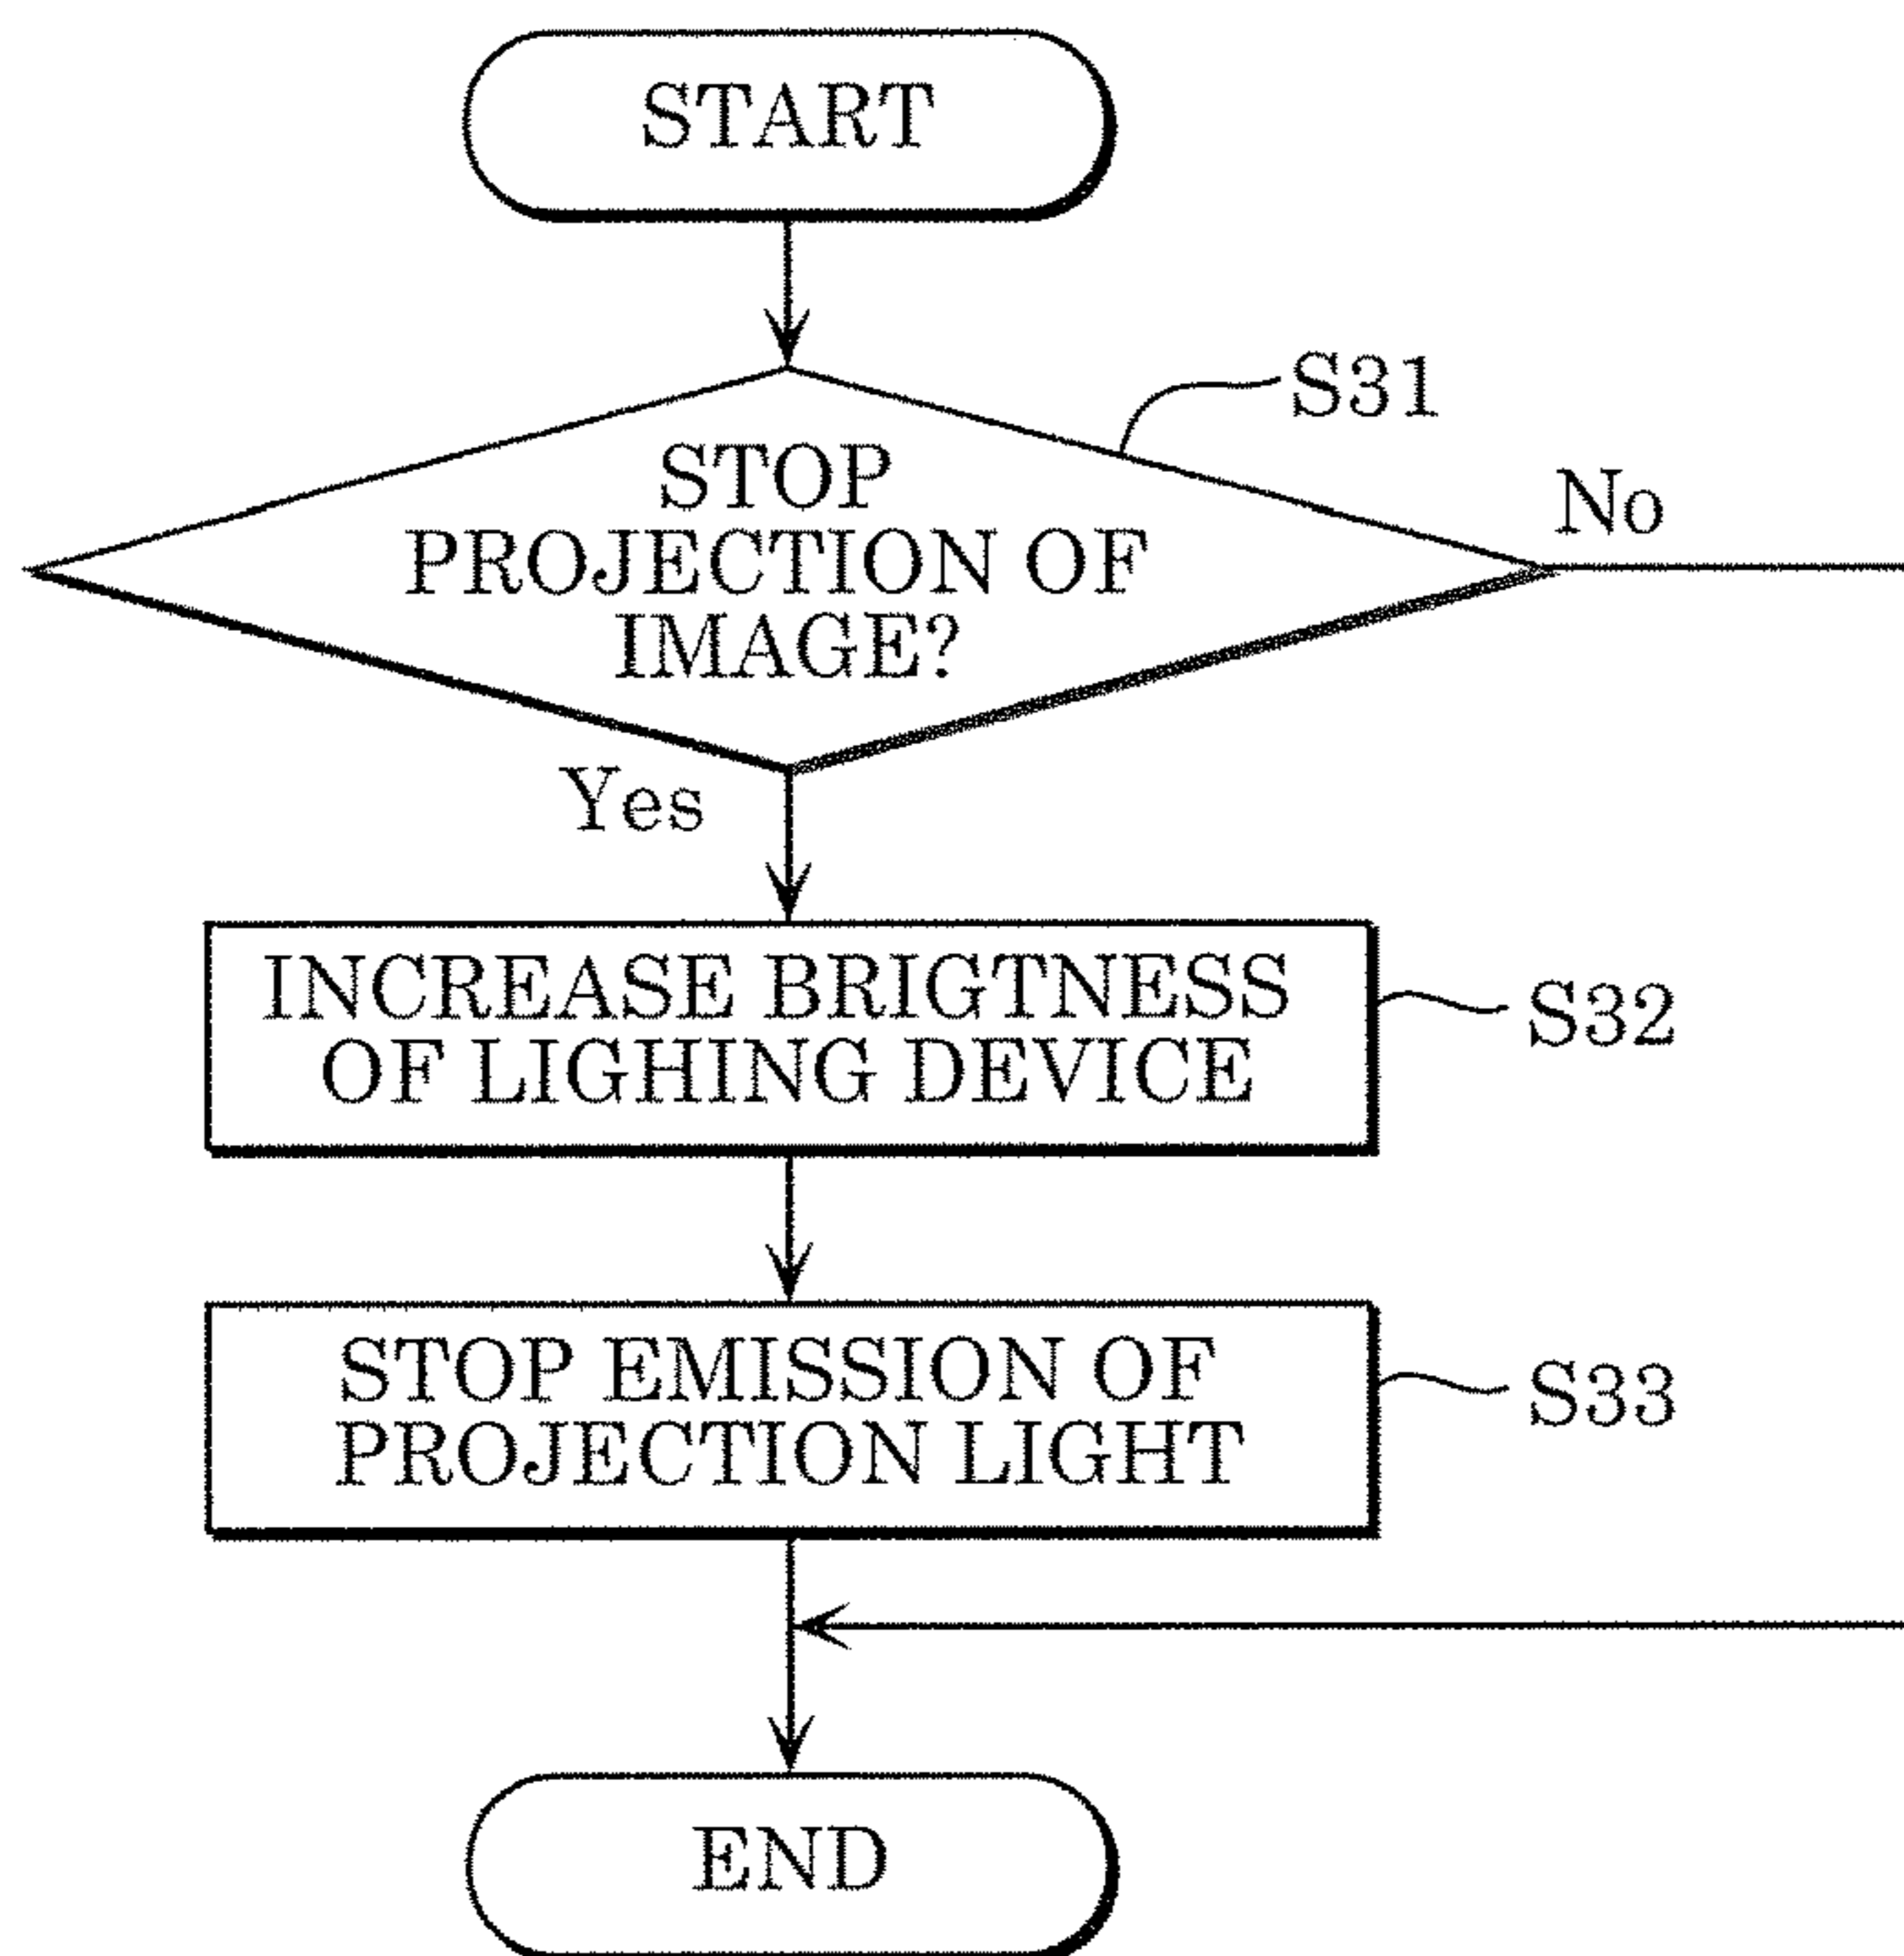 START
S31
STOP
PROJECTION OF
IMAGE?
No
Yes
INCREASE BRIGTNESS
OF LIGHING DEVICE
S32
STOP EMISSION OF
PROJECTION LIGHT
S33
END